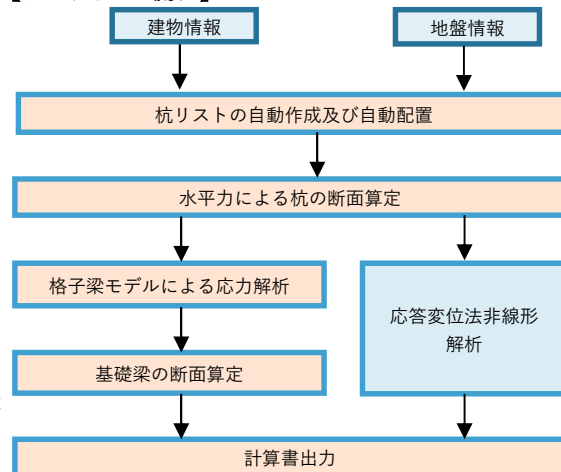 建物情報
地盤情報
杭リストの自動作成及び自動配置
水平力による杭の断面算定
格子梁モデルによる応力解析
応答変位法非線形
解析
基礎梁の断面算定
計算書出力